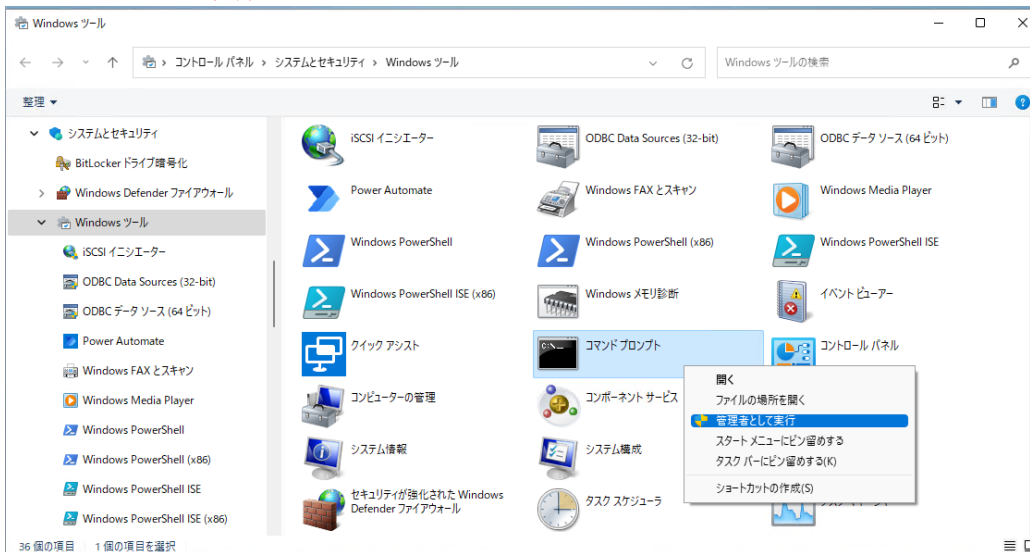 Windows ツール
コントロール パネル › システムとセキュリティ › Windows ツール
Windows ツールの検索
整理
システムとセキュリティ
BitLocker ドライブ暗号化
Windows Defender ファイアウォール
Windows ツール
iSCSI イニシエーター
ODBC Data Sources (32-bit)
ODBC データ ソース (64 ビット)
Power Automate
Windows FAX とスキャン
Windows Media Player
Windows PowerShell
Windows PowerShell (x86)
Windows PowerShell ISE
Windows PowerShell ISE (x86)
iSCSI イニシエーター
ODBC Data Sources (32-bit)
ODBC データ ソース (64 ビット)
Power Automate
Windows FAX とスキャン
Windows Media Player
Windows PowerShell
Windows PowerShell (x86)
Windows PowerShell ISE
Windows PowerShell ISE (x86)
Windows メモリ診断
イベント ビューアー
クイック アシスト
コマンド プロンプト
コントロール パネル
コンピューターの管理
コンポーネント サービス
システム情報
システム構成
セキュリティが強化された Windows
Defender ファイアウォール
タスク スケジューラ
開く
ファイルの場所を開く
管理者として実行
スタート メニューにピン留めする
タスク バーにピン留めする(K)
ショートカットの作成(S)
36 個の項目
1 個の項目を選択